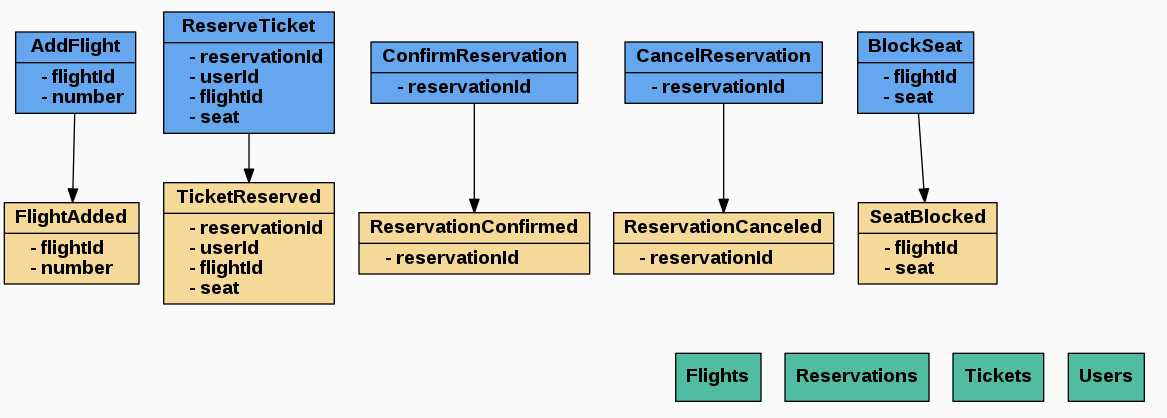 AddFlight
- flightId
- number
ReserveTicket
- reservationId
- userId
- flightId
- seat
ConfirmReservation
- reservationId
CancelReservation
- reservationId
BlockSeat
- flightId
- seat
FlightAdded
- flightId
- number
TicketReserved
- reservationId
- userId
- flightId
- seat
ReservationConfirmed
- reservationId
ReservationCanceled
- reservationId
SeatBlocked
- flightId
- seat
Flights
Reservations
Tickets
Users